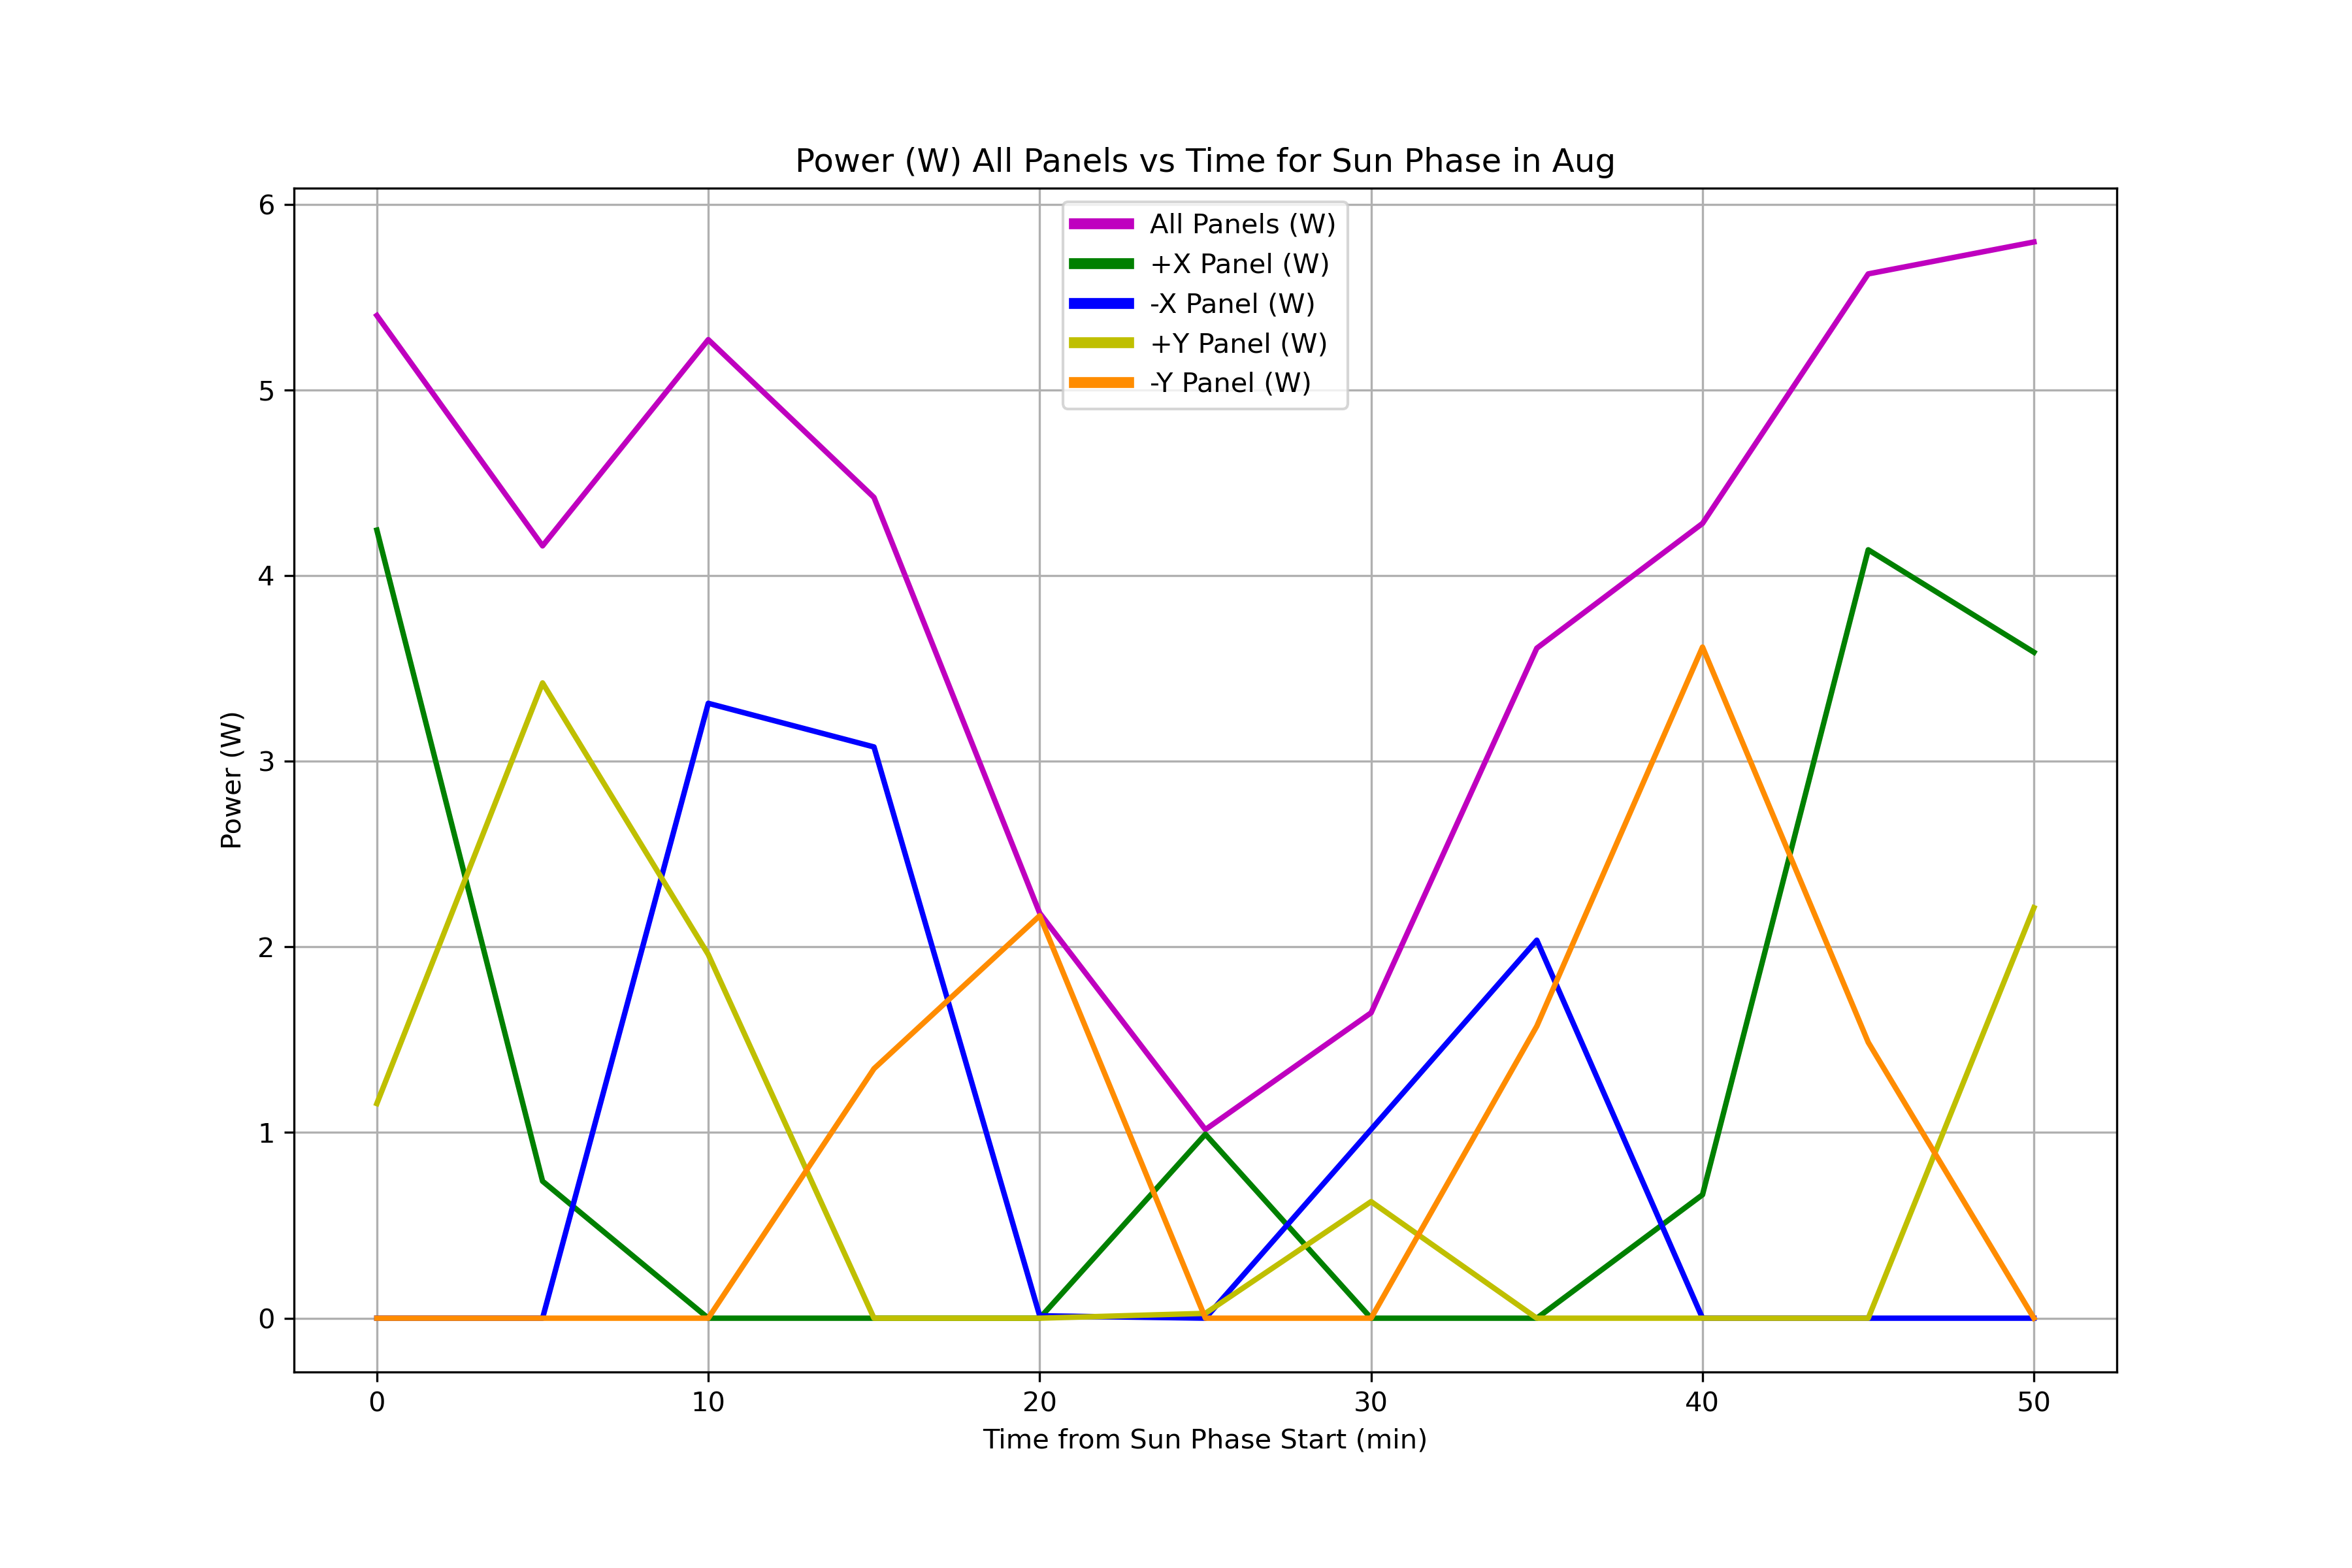 Power (W) All Panels vs Time for Sun Phase in Aug
6
5
4
3
2
1
0
Power (W)
All Panels (W)
+X Panel (W)
-X Panel (W)
+Y Panel (W)
-Y Panel (W)
0 10 20 30 40 50
Time from Sun Phase Start (min)